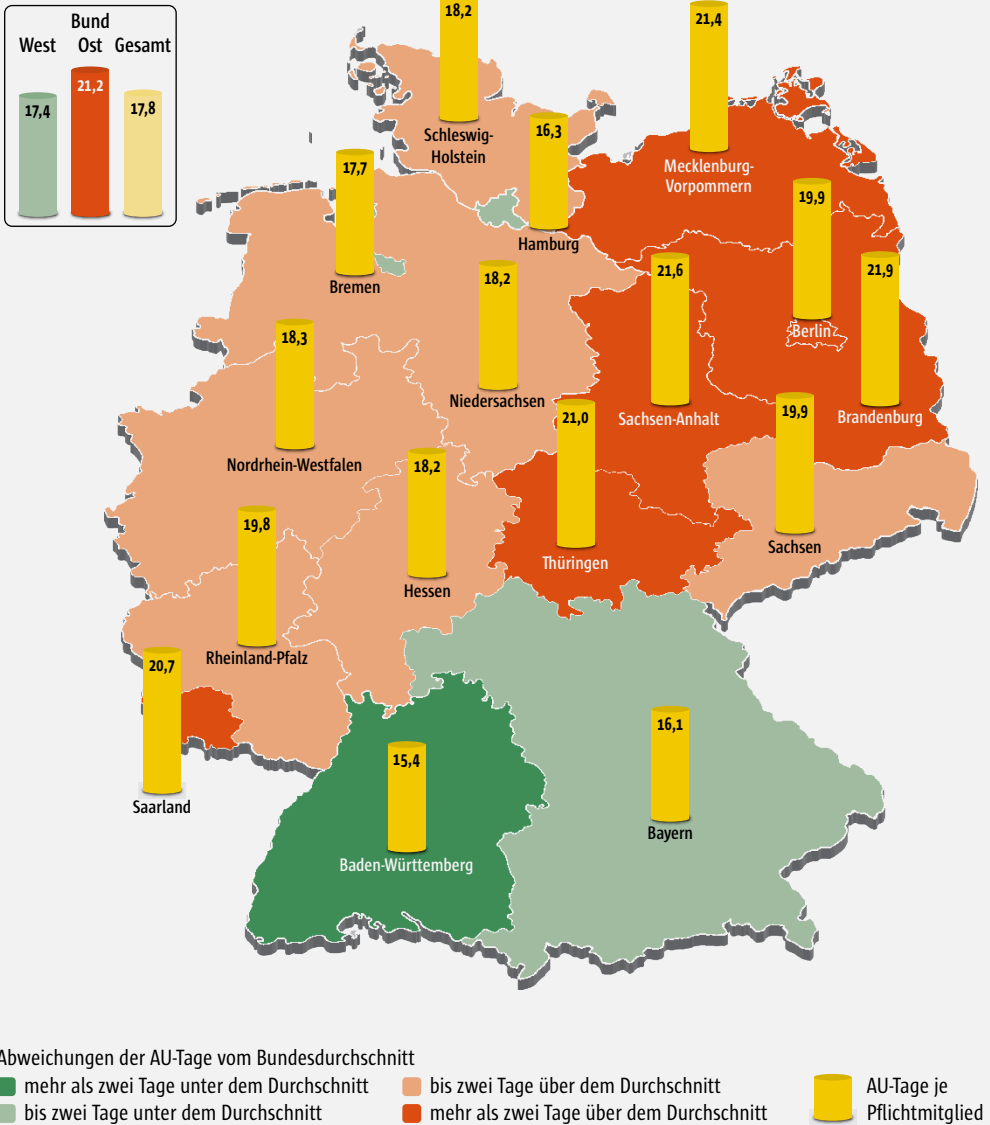 Bund
West Ost Gesamt
17,4
21,2
17,8
18,2
Schleswig-
Holstein
16,3
Hamburg
21,4
Mecklenburg-
Vorpommern
17,7
Bremen
18,2
Niedersachsen
19,9
Berlin
21,9
Brandenburg
21,6
Sachsen-Anhalt
18,3
Nordrhein-Westfalen
21,0
Thüringen
19,9
Sachsen
18,2
Hessen
19,8
Rheinland-Pfalz
20,7
Saarland
15,4
Baden-Württemberg
16,1
Bayern
Abweichungen der AU-Tage vom Bundesdurchschnitt
mehr als zwei Tage unter dem Durchschnitt
bis zwei Tage unter dem Durchschnitt
bis zwei Tage über dem Durchschnitt
mehr als zwei Tage über dem Durchschnitt
AU-Tage je
Pflichtmitglied